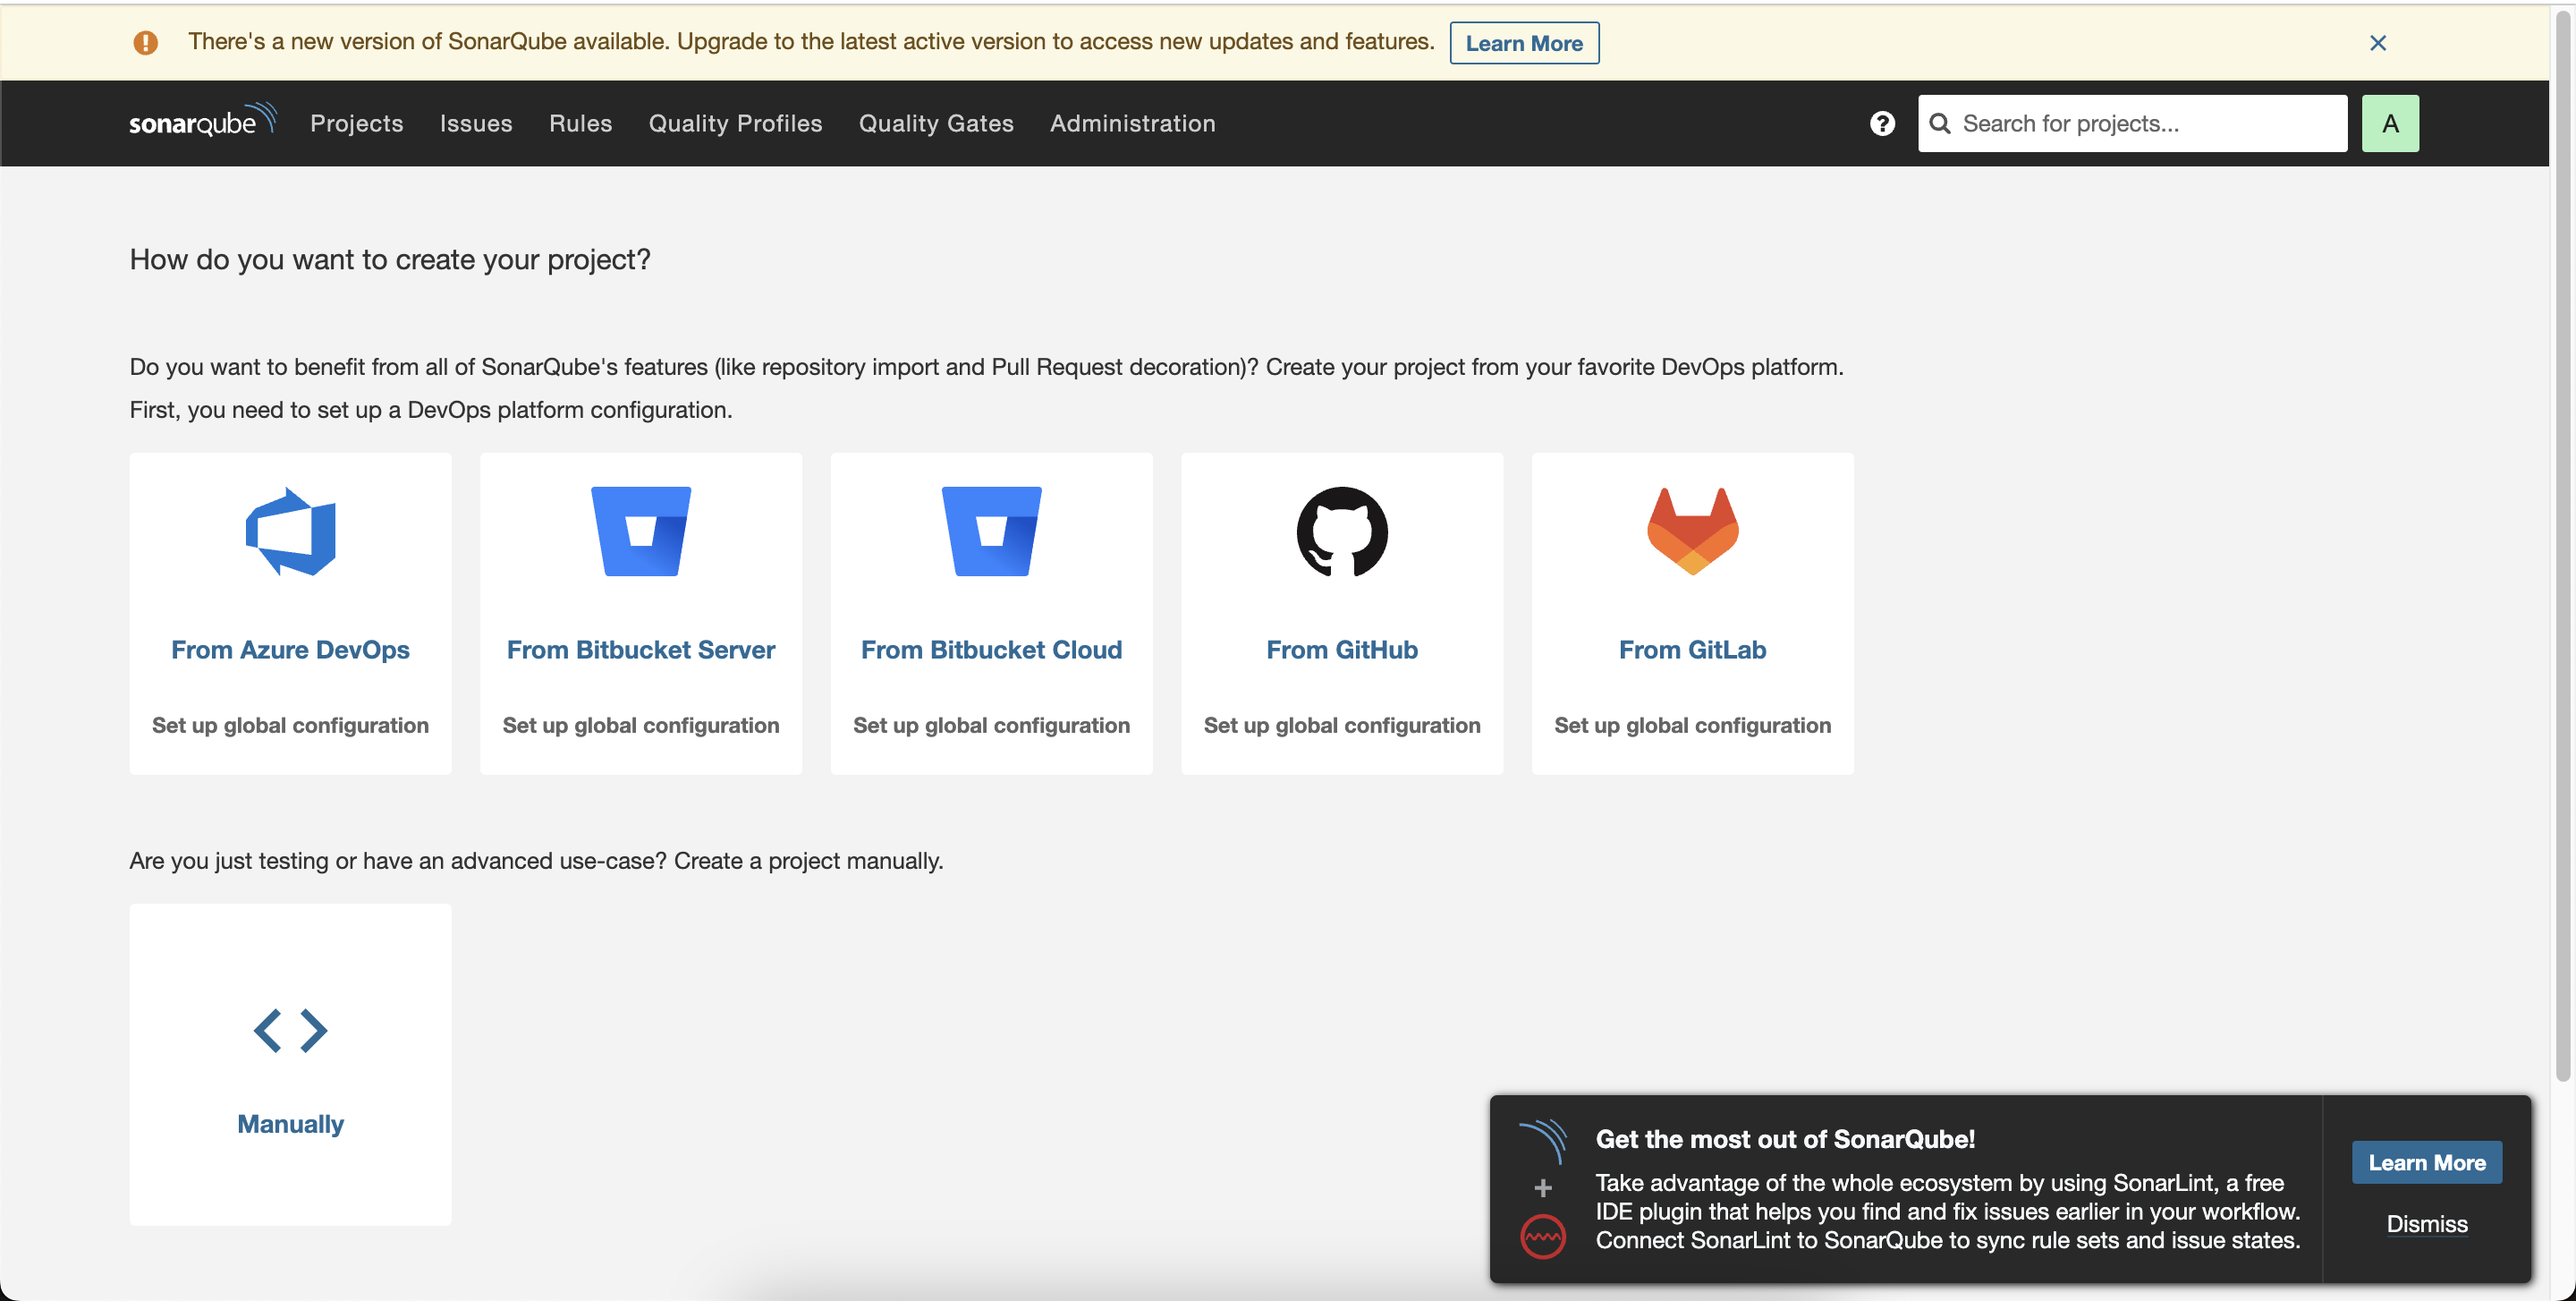 There's a new version of SonarQube available. Upgrade to the latest active version to access new updates and features. Learn More
sonarqube Projects Issues Rules Quality Profiles Quality Gates Administration Search for projects... A
How do you want to create your project?
Do you want to benefit from all of SonarQube's features (like repository import and Pull Request decoration)? Create your project from your favorite DevOps platform.
First, you need to set up a DevOps platform configuration.
From Azure DevOps From Bitbucket Server From Bitbucket Cloud From GitHub From GitLab
Set up global configuration Set up global configuration Set up global configuration Set up global configuration Set up global configuration
Are you just testing or have an advanced use-case? Create a project manually.
Manually
Get the most out of SonarQube!
Take advantage of the whole ecosystem by using SonarLint, a free
IDE plugin that helps you find and fix issues earlier in your workflow.
Connect SonarLint to SonarQube to sync rule sets and issue states.
Learn More
Dismiss